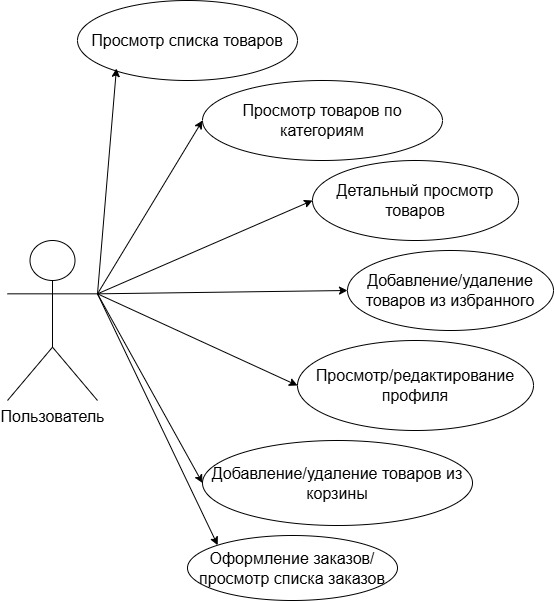 Просмотр списка товаров
Просмотр товаров по
категориям
Детальный просмотр
товаров
Добавление/удаление
товаров из избранного
Просмотр/редактирование
профиля
Пользователь
Добавление/удаление товаров из
корзины
Оформление заказов/
просмотр списка заказов